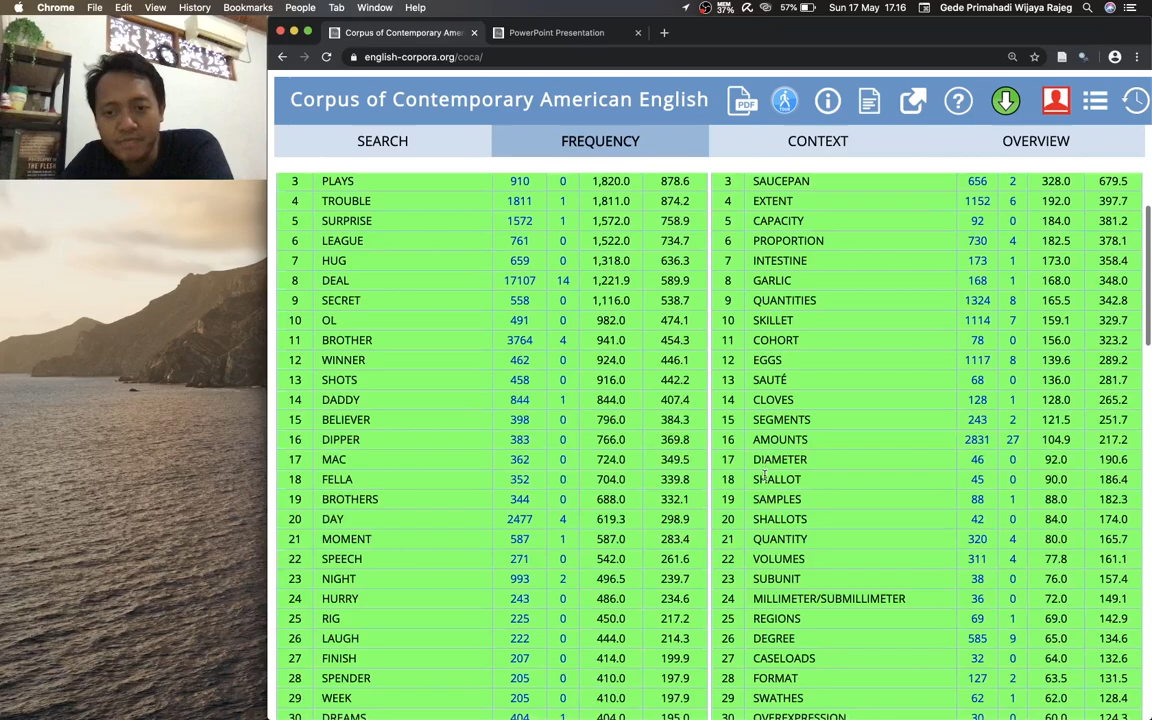 Chrome File Edit View History Bookmarks People Tab Window Help MEM 37% 57% Sun 17 May 17.16 Gede Primahadi Wijaya Rajeg
Corpus of Contemporary Amer PowerPoint Presentation
english-corpora.org/coca/
Corpus of Contemporary American English PDF
SEARCH FREQUENCY CONTEXT OVERVIEW
3 PLAYS 910 0 1,820.0 878.6 3 SAUCEPAN 656 2 328.0 679.5
4 TROUBLE 1811 1 1,811.0 874.2 4 EXTENT 1152 6 192.0 397.7
5 SURPRISE 1572 1 1,572.0 758.9 5 CAPACITY 92 0 184.0 381.2
6 LEAGUE 761 0 1,522.0 734.7 6 PROPORTION 730 4 182.5 378.1
7 HUG 659 0 1,318.0 636.3 7 INTESTINE 173 1 173.0 358.4
8 DEAL 17107 14 1,221.9 589.9 8 GARLIC 168 1 168.0 348.0
9 SECRET 558 0 1,116.0 538.7 9 QUANTITIES 1324 8 165.5 342.8
10 OL 491 0 982.0 474.1 10 SKILLET 1114 7 159.1 329.7
11 BROTHER 3764 4 941.0 454.3 11 COHORT 78 0 156.0 323.2
12 WINNER 462 0 924.0 446.1 12 EGGS 1117 8 139.6 289.2
13 SHOTS 458 0 916.0 442.2 13 SAUTÉ 68 0 136.0 281.7
14 DADDY 844 1 844.0 407.4 14 CLOVES 128 1 128.0 265.2
15 BELIEVER 398 0 796.0 384.3 15 SEGMENTS 243 2 121.5 251.7
16 DIPPER 383 0 766.0 369.8 16 AMOUNTS 2831 27 104.9 217.2
17 MAC 362 0 724.0 349.5 17 DIAMETER 46 0 92.0 190.6
18 FELLA 352 0 704.0 339.8 18 SHALLOT 45 0 90.0 186.4
19 BROTHERS 344 0 688.0 332.1 19 SAMPLES 88 1 88.0 182.3
20 DAY 2477 4 619.3 298.9 20 SHALLOTS 42 0 84.0 174.0
21 MOMENT 587 1 587.0 283.4 21 QUANTITY 320 4 80.0 165.7
22 SPEECH 271 0 542.0 261.6 22 VOLUMES 311 4 77.8 161.1
23 NIGHT 993 2 496.5 239.7 23 SUBUNIT 38 0 76.0 157.4
24 HURRY 243 0 486.0 234.6 24 MILLIMETER/SUBMILLIMETER 36 0 72.0 149.1
25 RIG 225 0 450.0 217.2 25 REGIONS 69 1 69.0 142.9
26 LAUGH 222 0 444.0 214.3 26 DEGREE 585 9 65.0 134.6
27 FINISH 207 0 414.0 199.9 27 CASELOADS 32 0 64.0 132.6
28 SPENDER 205 0 410.0 197.9 28 FORMAT 127 2 63.5 131.5
29 WEEK 205 0 410.0 197.9 29 SWATHES 62 1 62.0 128.4
30 DREAMS 404 1 404.0 195.0 30 OVEREXPRESSION 30 0 60.0 124.3